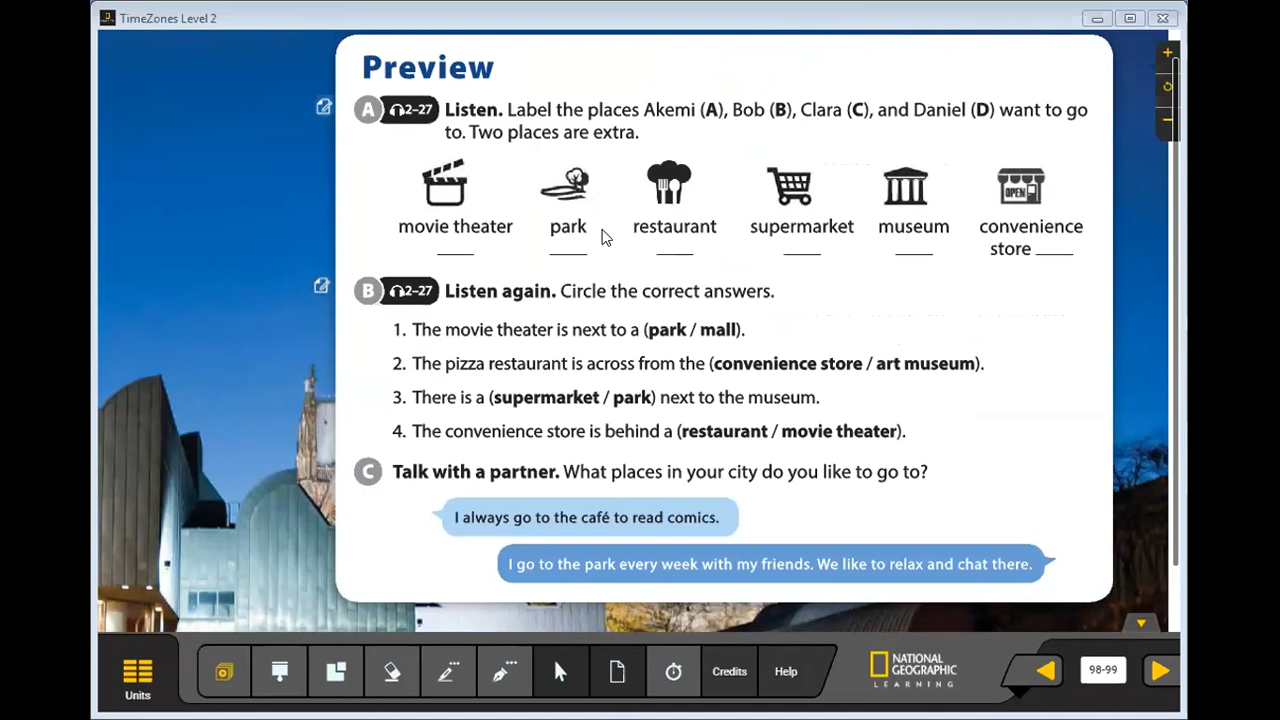 TimeZones Level 2
Preview
A 2–27 Listen. Label the places Akemi (A), Bob (B), Clara (C), and Daniel (D) want to go
to. Two places are extra.
OPEN
movie theater park restaurant supermarket museum convenience
store
B 2–27 Listen again. Circle the correct answers.
1. The movie theater is next to a (park / mall).
2. The pizza restaurant is across from the (convenience store / art museum).
3. There is a (supermarket / park) next to the museum.
4. The convenience store is behind a (restaurant / movie theater).
C Talk with a partner. What places in your city do you like to go to?
I always go to the café to read comics.
I go to the park every week with my friends. We like to relax and chat there.
Units
Credits
Help
NATIONAL
GEOGRAPHIC
LEARNING
98-99